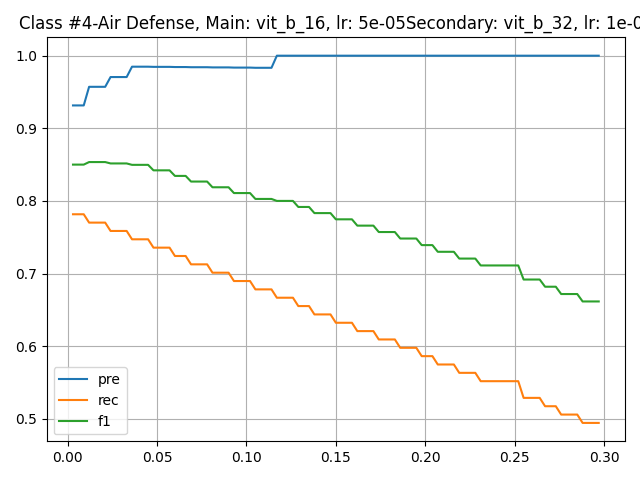 Class #4-Air Defense, Main: vit_b_16, lr: 5e-05Secondary: vit_b_32, lr: 1e-0
1.0
0.9
0.8
0.7
0.6
0.5
pre
rec
f1
0.00 0.05 0.10 0.15 0.20 0.25 0.30